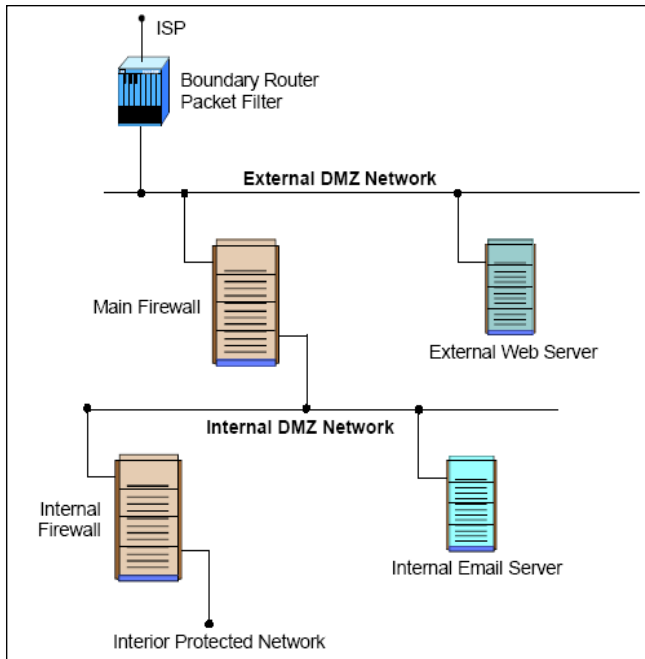 ISP
Boundary Router
Packet Filter
External DMZ Network
Main Firewall
External Web Server
Internal DMZ Network
Internal
Firewall
Internal Email Server
Interior Protected Network